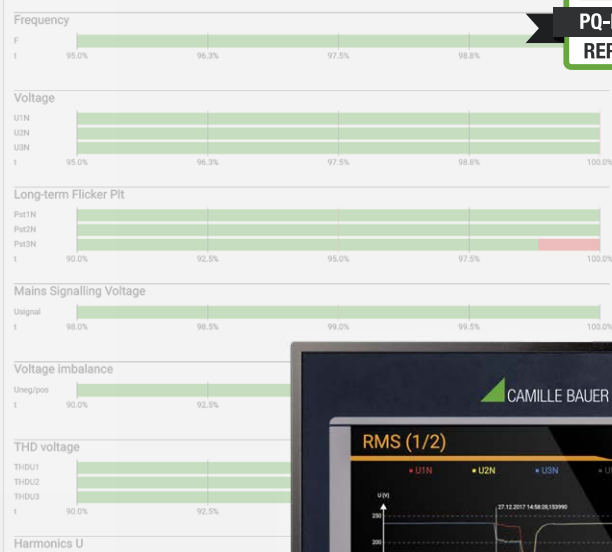 PQ-
REP
Frequency
F
t 95.0% 96.3% 97.5% 98.8%
Voltage
U1N
U2N
U3N
t 95.0% 96.3% 97.5% 98.8% 100.0%
Long-term Flicker Plt
Pst1N
Pst2N
Pst3N
t 90.0% 92.5% 95.0% 97.5% 100.0%
Mains Signalling Voltage
Usignal
t 98.0% 98.5% 99.0% 99.5% 100.0%
Voltage imbalance
Uneg/pos
t 90.0% 92.5%
CAMILLE BAUER
THD voltage
RMS (1/2)
THDU1
THDU2
THDU3
U1N U2N U3N
t 90.0% 92.5%
U (V)
27.12.2017 14:58:28,153990
250
200
Harmonics U